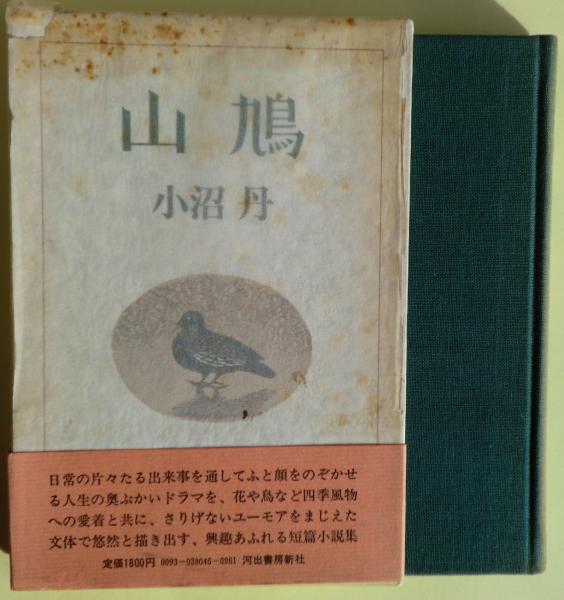 山鳩
小沼丹
日常の片々たる出来事を通してふと顔をのぞかせ
る人生の奥ぶかいドラマを、花や鳥など四季風物
への愛着と共に、さりげないユーモアをまじえた
文体で悠然と描き出す、興趣あふれる短篇小説集
定価1800円 0093-038046-0961 河出書房新社